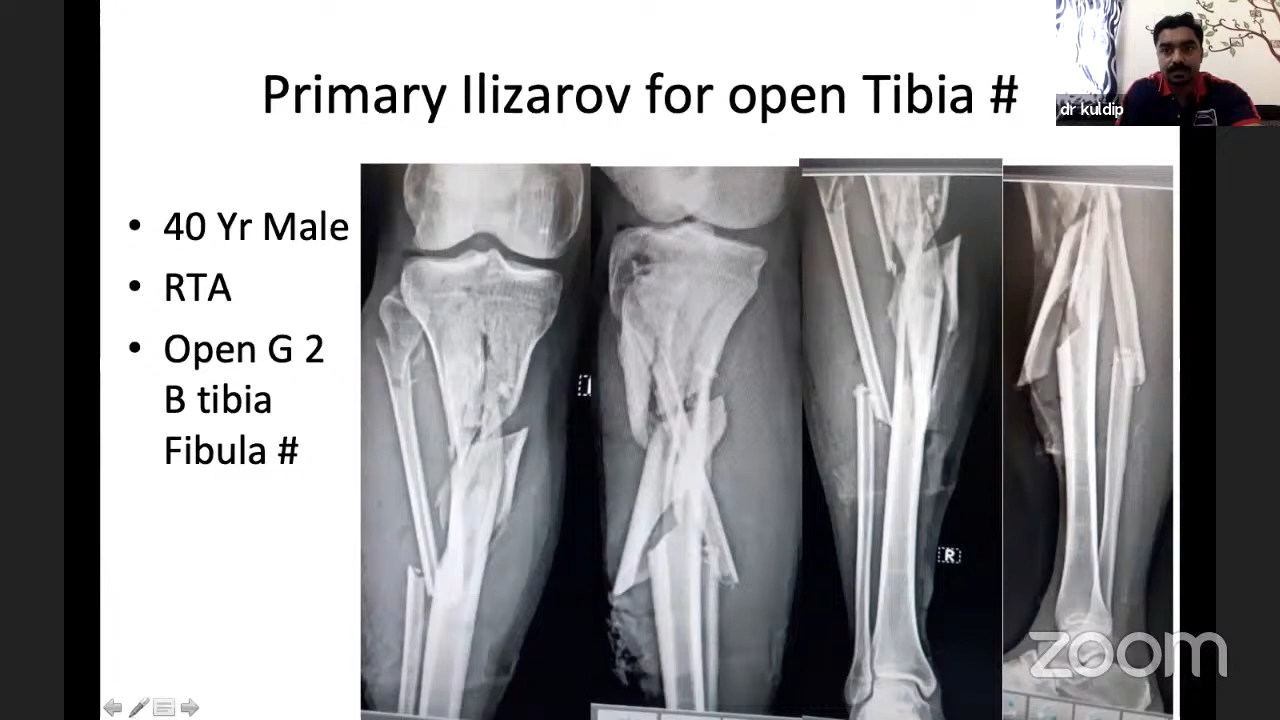 dr kuldip
Primary Ilizarov for open Tibia #
• 40 Yr Male
• RTA
• Open G 2
B tibia
Fibula #
R
zoom